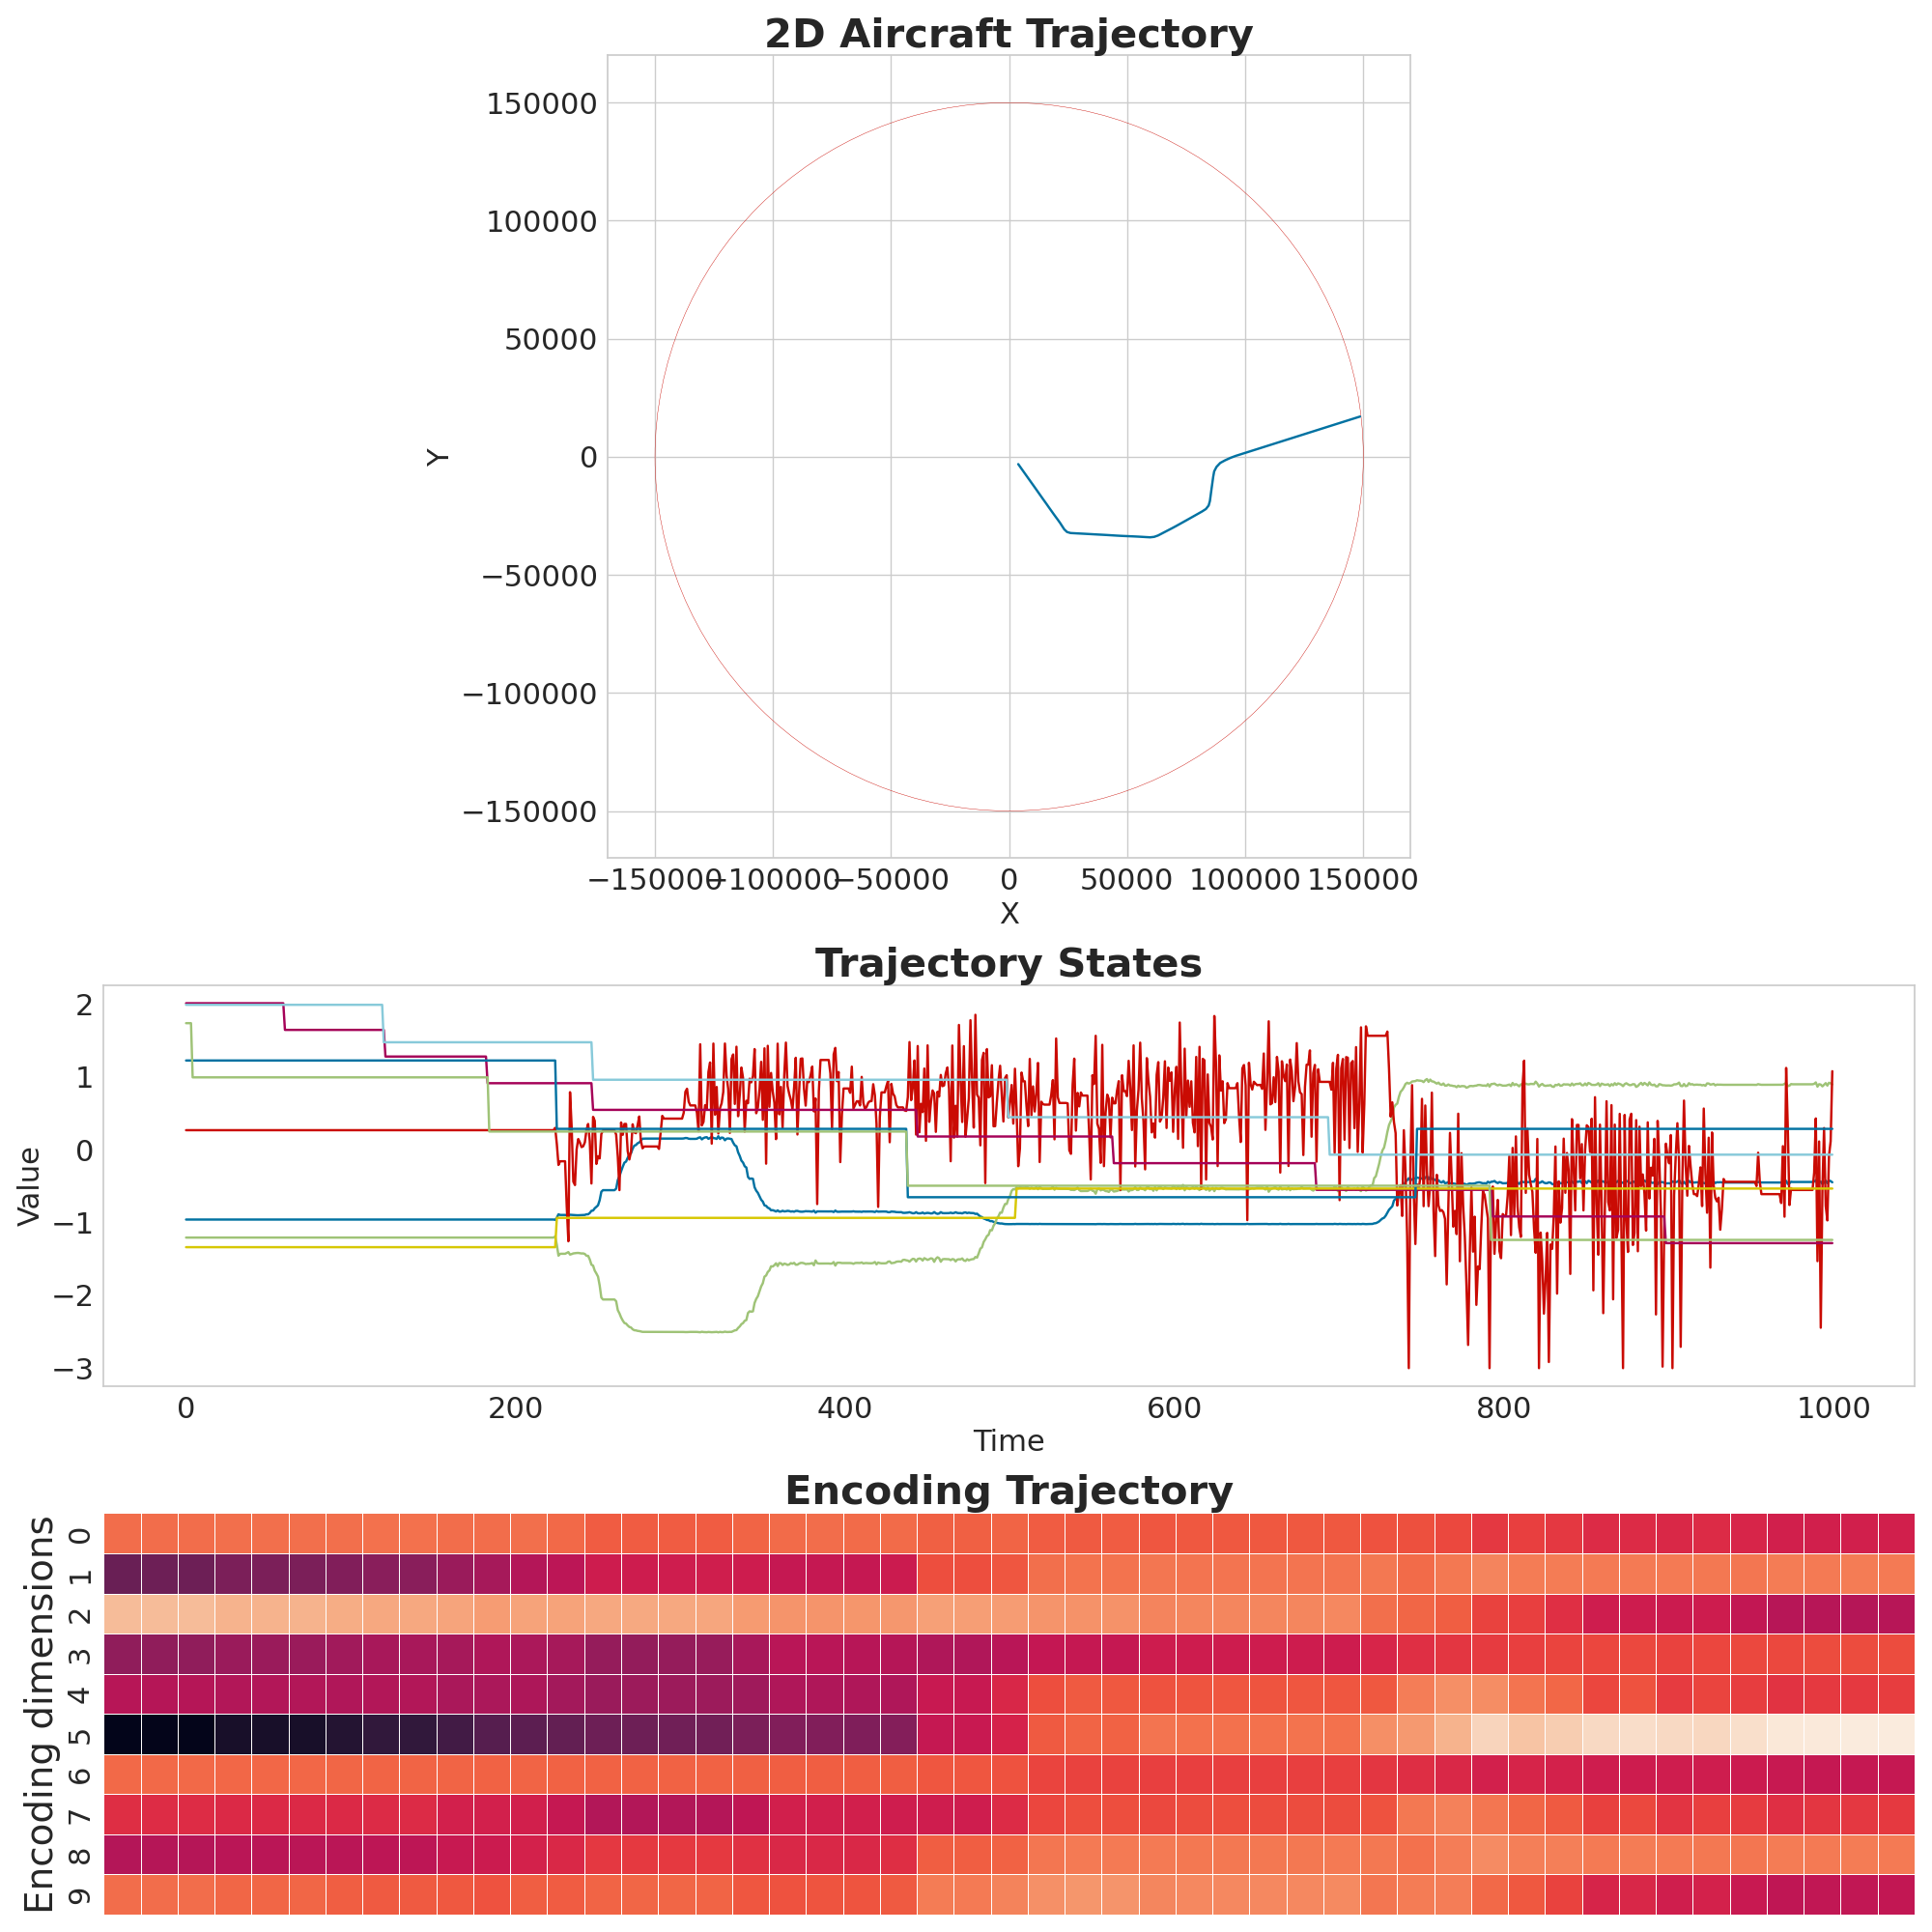 2D Aircraft Trajectory
150000
100000
50000
0
−50000
−100000
−150000
Y
−150000 −100000 −50000 0 50000 100000 150000
X
Trajectory States
2
1
0
−1
−2
−3
Value
0 200 400 600 800 1000
Time
Encoding Trajectory
Encoding dimensions
0
1
2
3
4
5
6
7
8
9